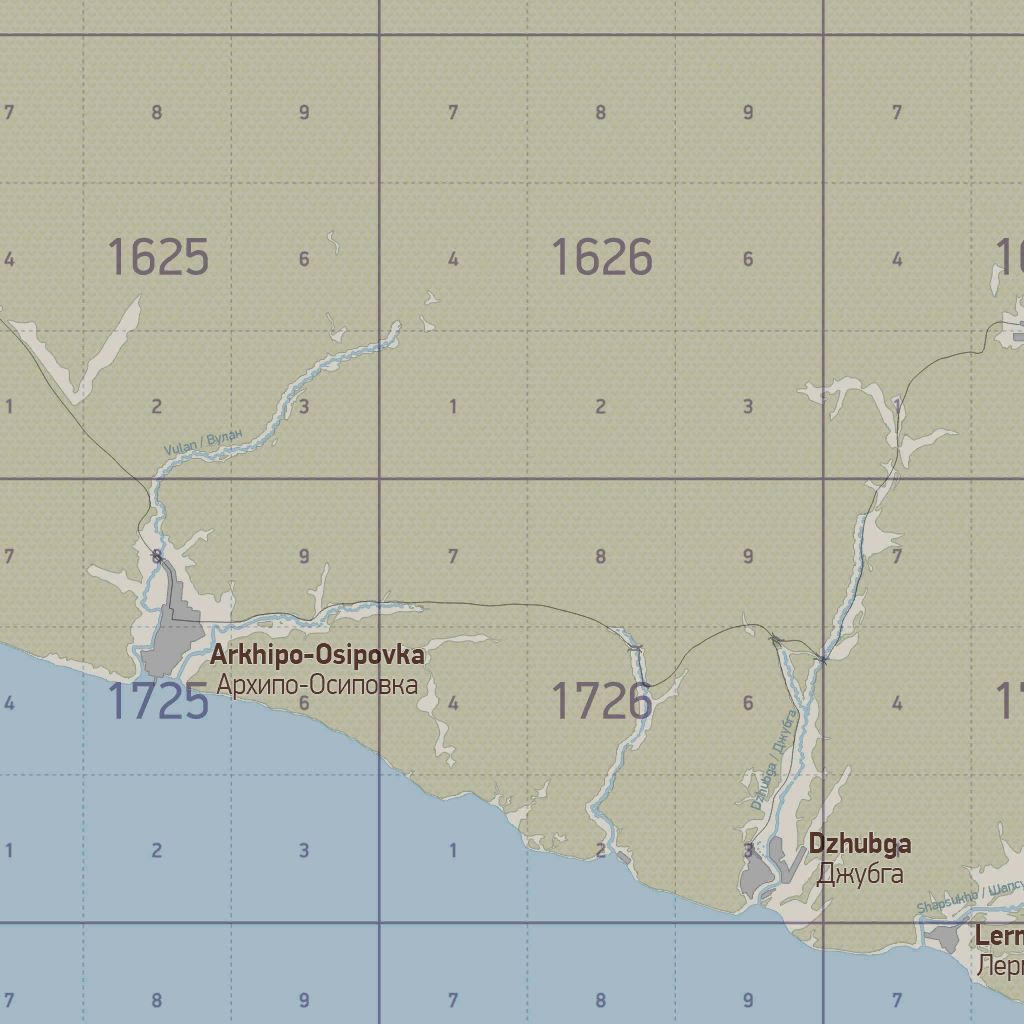 7 8 9 7 8 9 7
1625 1626
4 6 4 6 4
1 2 3 1 2 3 1
Vulan / Вулан
7 8 9 7 8 9 7
Arkhipo-Osipovka
Архипо-Осиповка
1725 1726
4 6 4 6 4
Dzhubga / Джубга
1 2 3 1 2 3 1
Dzhubga
Джубга
Shapsukho /
7 8 9 7 8 9 7